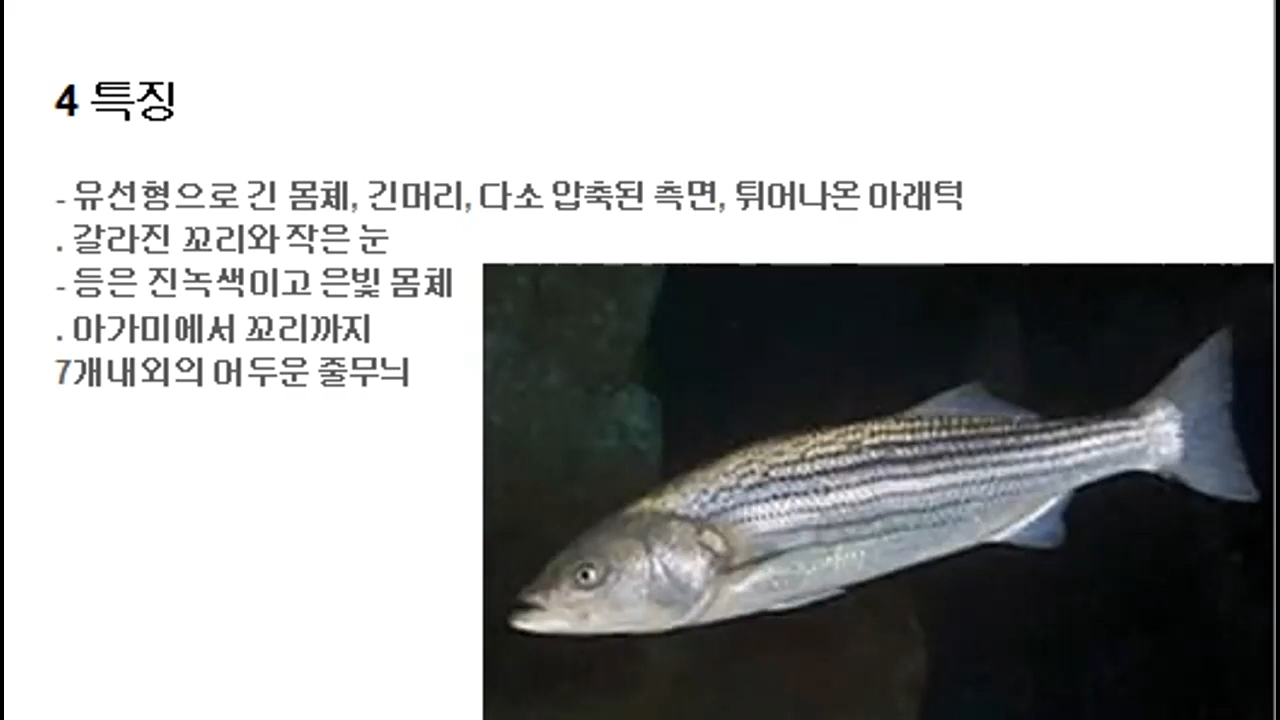 4 특징
- 유선형으로 긴 몸체, 긴머리, 다소 압축된 측면, 튀어나온 아래턱
. 갈라진 꼬리와 작은 눈
- 등은 진녹색이고 은빛 몸체
. 아가미에서 꼬리까지
7개내외의 어두운 줄무늬